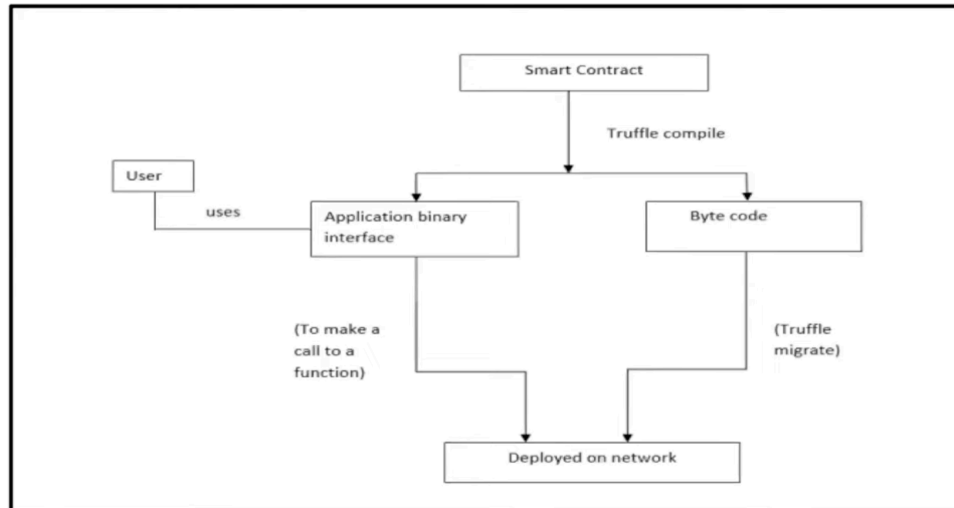 Smart Contract
Truffle compile
User
uses
Application binary
interface
Byte code
(To make a
call to a
function)
(Truffle
migrate)
Deployed on network